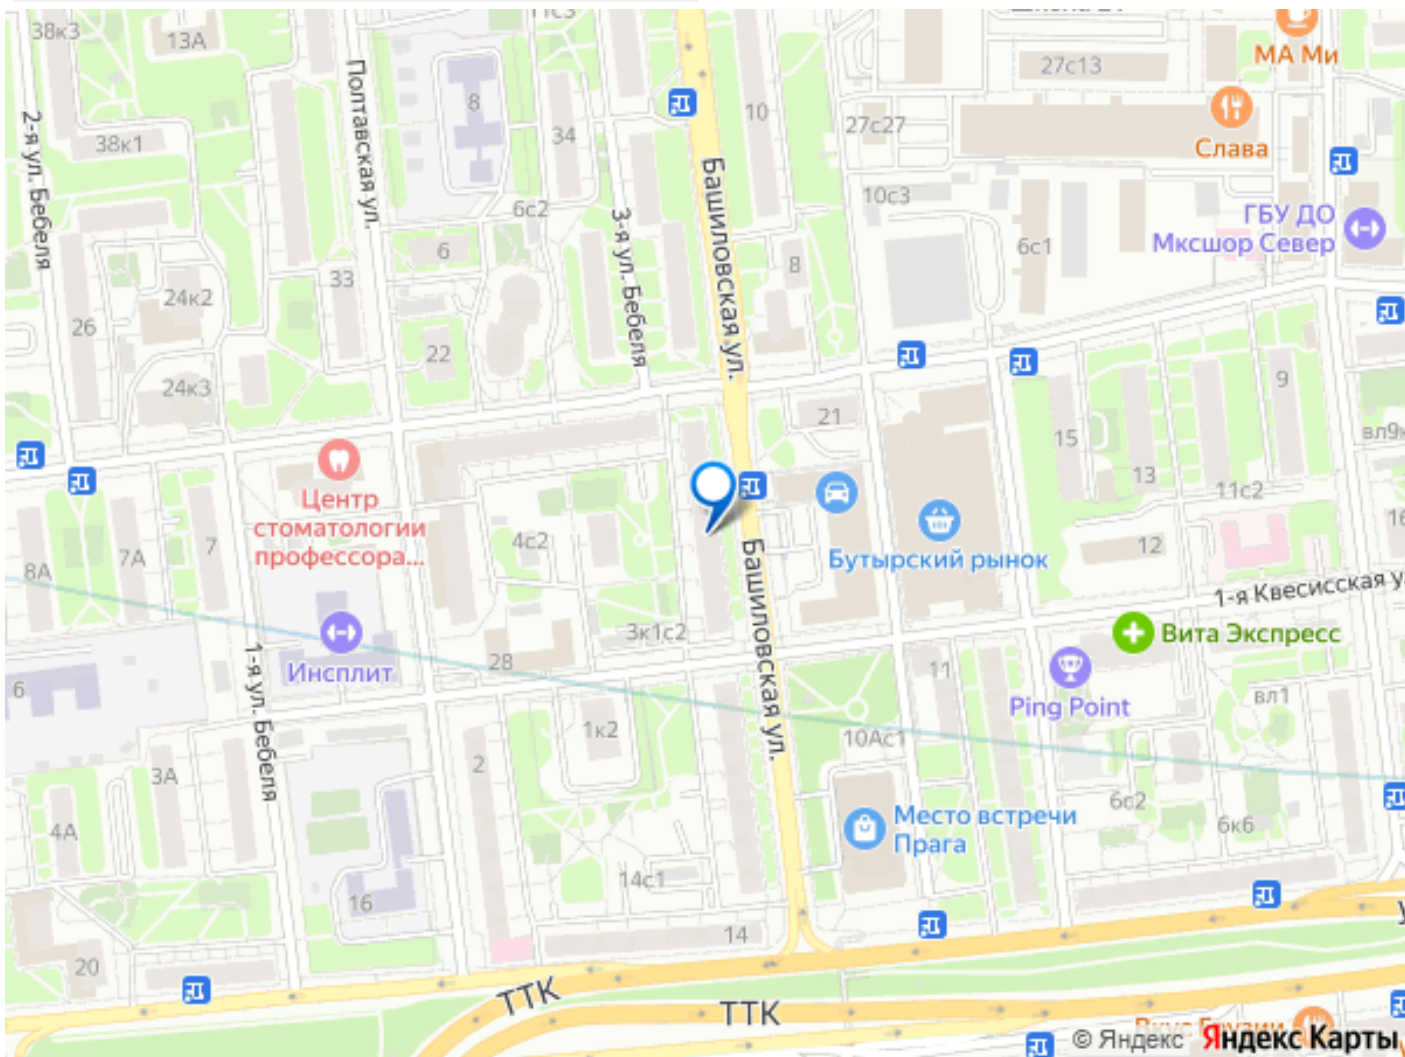 38к3
13А
11с3
МА Ми
27с13
Полтавская ул.
8
34
10
27с27
Слава
2-я ул. Бебеля
38к1
10с3
ГБУ ДО
Мксшор Север
6с2
3-я ул. Бебеля
Башиловская ул.
6
8
6с1
33
24к2
26
22
24к3
9
21
15
13
Центр
стоматологии
профессора...
4с2
7
7А
8А
11с2
16
12
Бутырский рынок
1-я Квесисская у
3к1с2
Башиловская ул.
Вита Экспресс
Инсплит
28
11
6
1-я ул. Бебеля
Ping Point
вл1
1к2
10Ас1
2
3А
6с2
6к6
4А
Место встречи
Прага
14с1
16
14
20
ТТК
ТТК
Вкус Грузии
© Яндекс Яндекс Карты